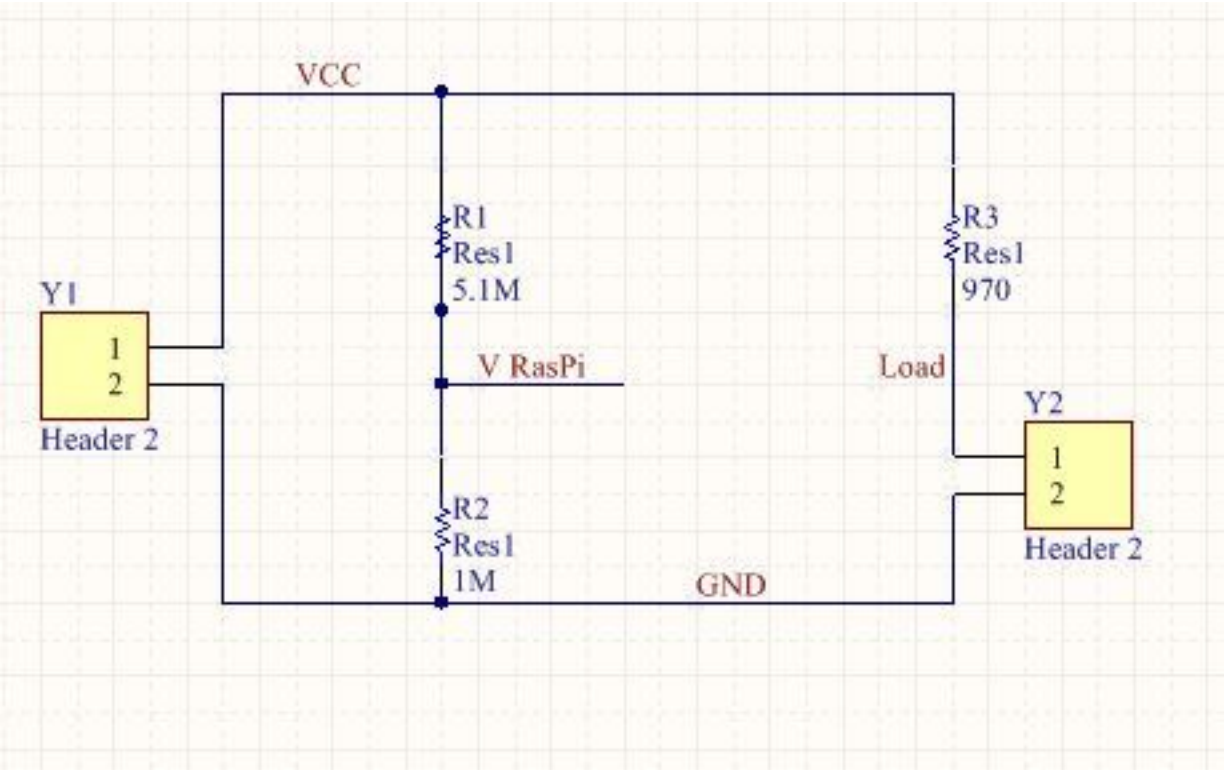 VCC
R1
Res1
5.1M
R3
Res1
970
Y1
1
2
Header 2
V RasPi
Load
Y2
1
2
Header 2
R2
Res1
1M
GND